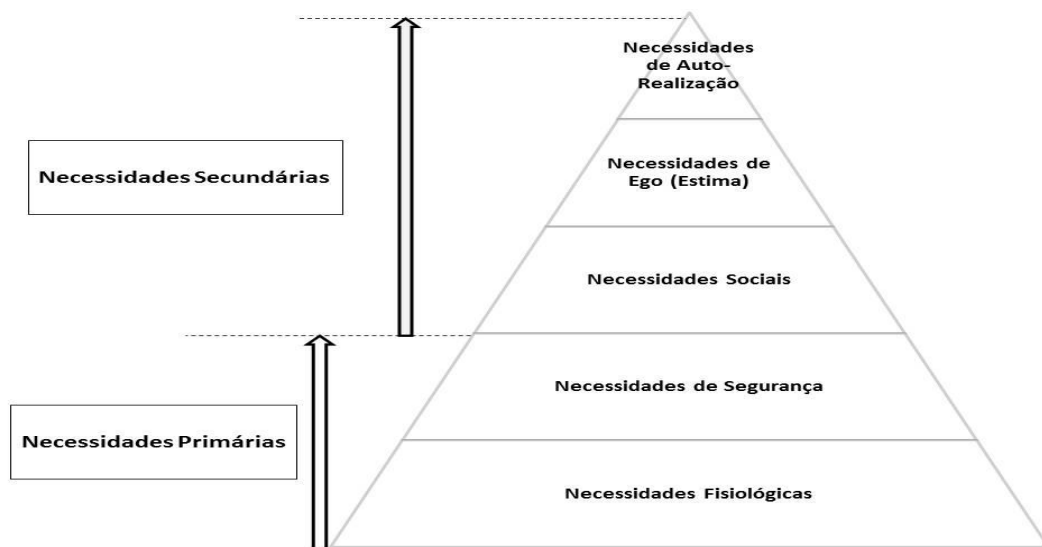 Necessidades
de Auto-
Realização
Necessidades Secundárias
Necessidades de
Ego (Estima)
Necessidades Sociais
Necessidades de Segurança
Necessidades Primárias
Necessidades Fisiológicas